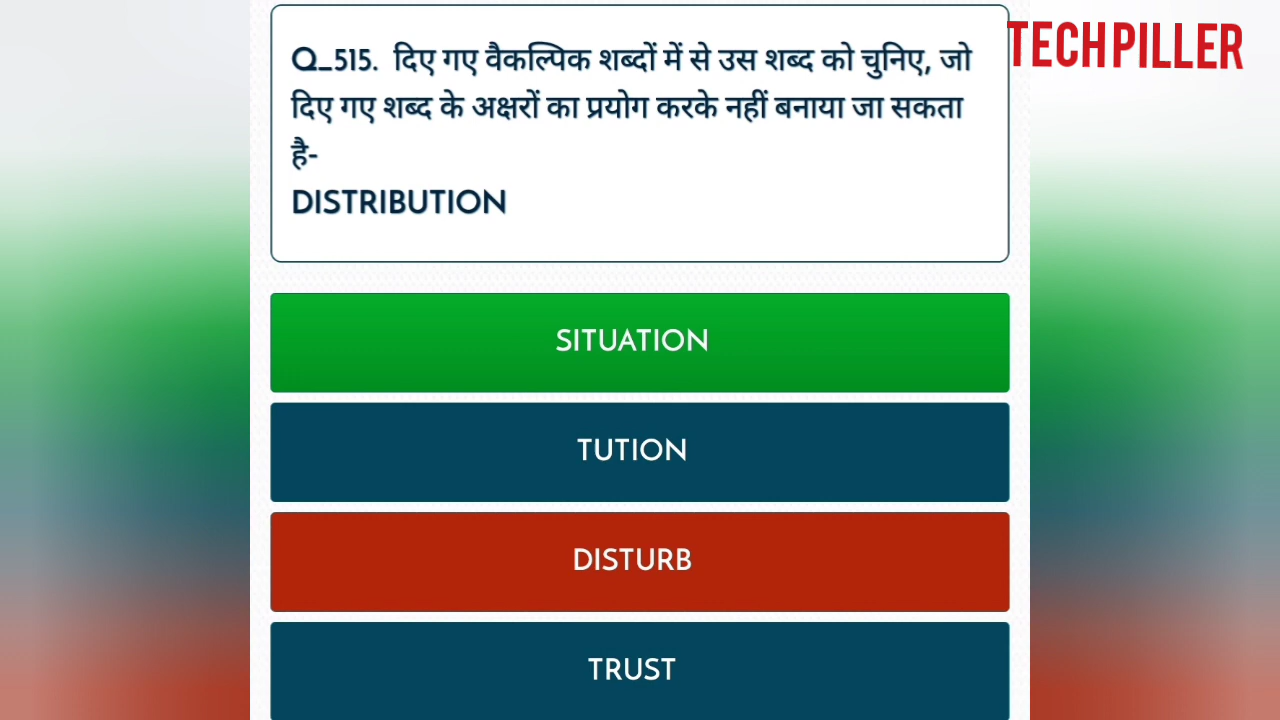 TECHPILLER
Q_515. दिए गए वैकल्पिक शब्दों में से उस शब्द को चुनिए, जो
दिए गए शब्द के अक्षरों का प्रयोग करके नहीं बनाया जा सकता
है-
DISTRIBUTION
SITUATION
TUTION
DISTURB
TRUST